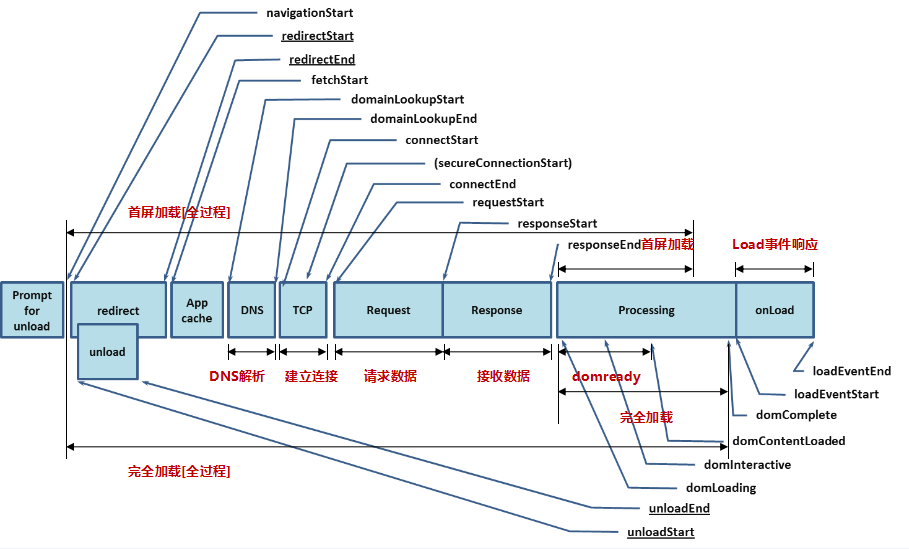 navigationStart
redirectStart
redirectEnd
fetchStart
domainLookupStart
domainLookupEnd
connectStart
(secureConnectionStart)
connectEnd
requestStart
首屏加载[全过程]
responseStart
responseEnd首屏加载
Load事件响应
Prompt
for
unload
redirect
App
cache
DNS
TCP
Request
Response
Processing
onLoad
unload
DNS解析
建立连接
请求数据
接收数据
domready
loadEventEnd
loadEventStart
完全加载
domComplete
domContentLoaded
完全加载[全过程]
domInteractive
domLoading
unloadEnd
unloadStart